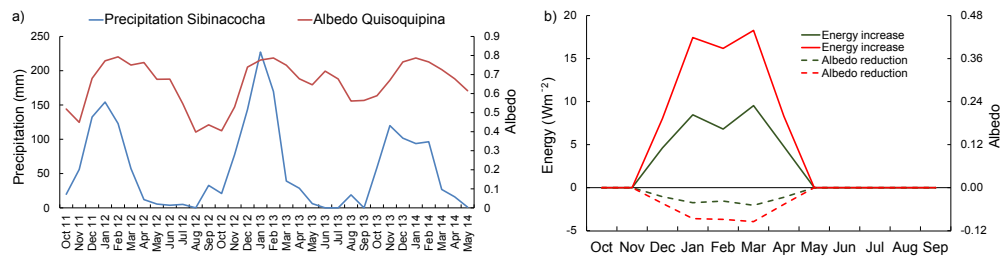 a)
Precipitation Sibinacocha
Albedo Quisoquipina
Precipitation (mm)
250
200
150
100
50
0
Albedo
0.9
0.8
0.7
0.6
0.5
0.4
0.3
0.2
0.1
0
Oct 11
Nov 11
Dec 11
Jan 12
Feb 12
Mar 12
Apr 12
May 12
Jun 12
Jul 12
Aug 12
Sep 12
Oct 12
Nov 12
Dec 12
Jan 13
Feb 13
Mar 13
Apr 13
May 13
Jun 13
Jul 13
Aug 13
Sep 13
Oct 13
Nov 13
Dec 13
Jan 14
Feb 14
Mar 14
Apr 14
May 14
b)
Energy (Wm⁻²)
20
15
10
5
0
-5
Energy increase
Energy increase
Albedo reduction
Albedo reduction
Albedo
0.48
0.36
0.24
0.12
0.00
-0.12
Oct Nov Dec Jan Feb Mar Apr May Jun Jul Aug Sep